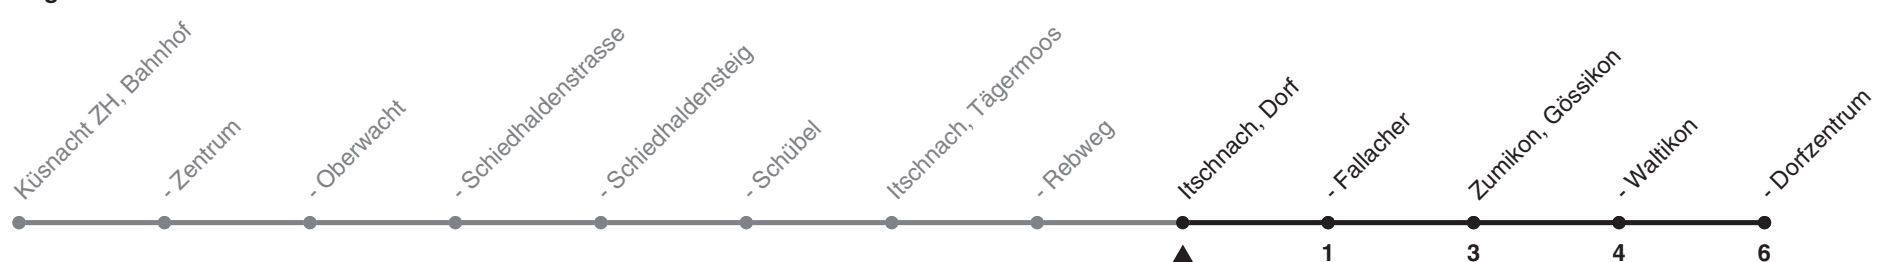 Küsnacht ZH, Bahnhof
- Zentrum
- Oberwacht
- Schiedhaldenstrasse
- Schiedhaldensteig
- Schübel
Itschnach, Tägermoos
- Rebweg
Itschnach, Dorf
- Fallacher
Zumikon, Gössikon
- Waltikon
- Dorfzentrum
1 3 4 6